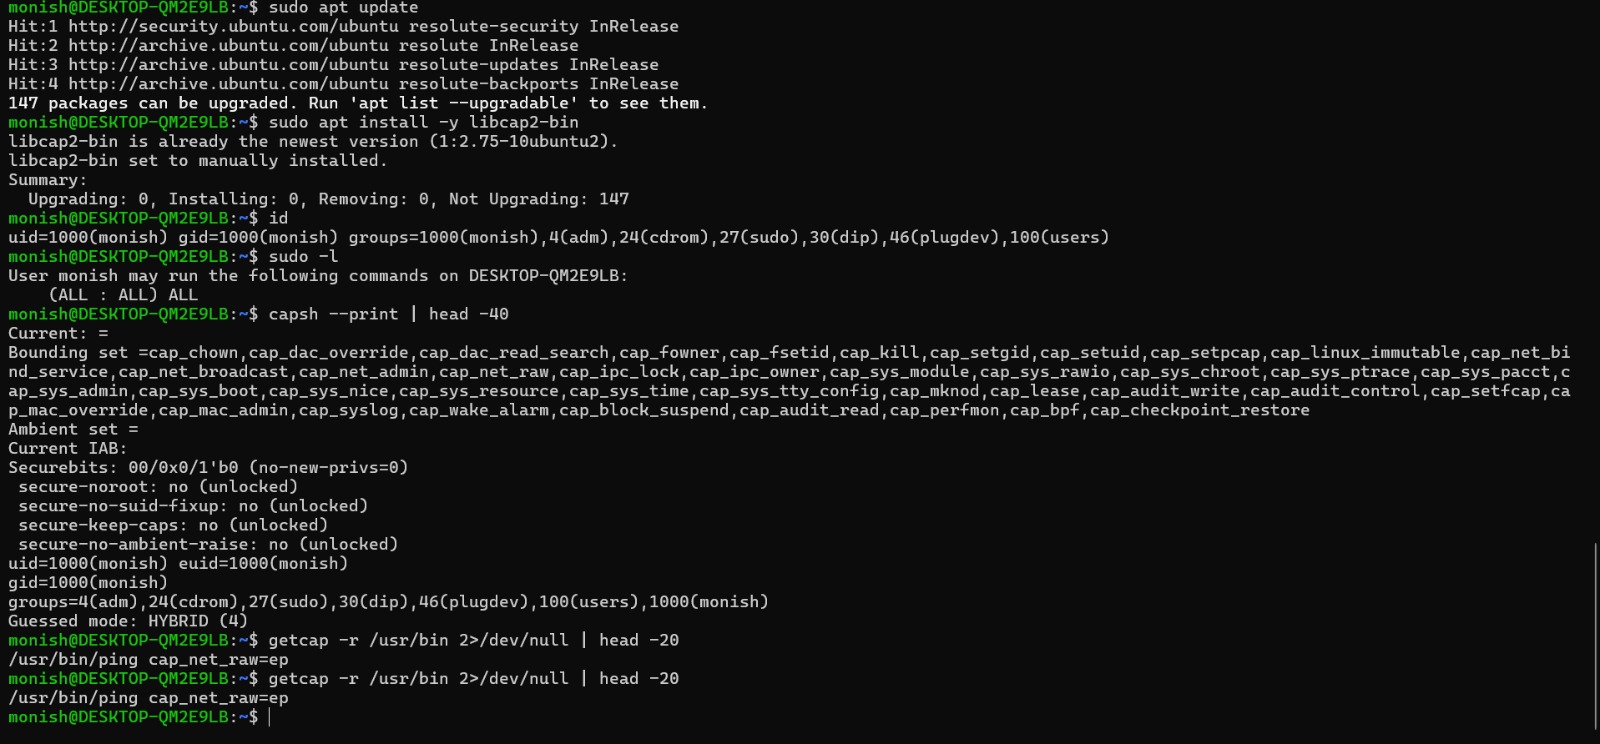 monish@DESKTOP-QM2E9LB:~$ sudo apt update
Hit:1 http://security.ubuntu.com/ubuntu resolute-security InRelease
Hit:2 http://archive.ubuntu.com/ubuntu resolute InRelease
Hit:3 http://archive.ubuntu.com/ubuntu resolute-updates InRelease
Hit:4 http://archive.ubuntu.com/ubuntu resolute-backports InRelease
147 packages can be upgraded. Run 'apt list --upgradable' to see them.
monish@DESKTOP-QM2E9LB:~$ sudo apt install -y libcap2-bin
libcap2-bin is already the newest version (1:2.75-10ubuntu2).
libcap2-bin set to manually installed.
Summary:
  Upgrading: 0, Installing: 0, Removing: 0, Not Upgrading: 147
monish@DESKTOP-QM2E9LB:~$ id
uid=1000(monish) gid=1000(monish) groups=1000(monish),4(adm),24(cdrom),27(sudo),30(dip),46(plugdev),100(users)
monish@DESKTOP-QM2E9LB:~$ sudo -l
User monish may run the following commands on DESKTOP-QM2E9LB:
    (ALL : ALL) ALL
monish@DESKTOP-QM2E9LB:~$ capsh --print | head -40
Current: =
Bounding set =cap_chown,cap_dac_override,cap_dac_read_search,cap_fowner,cap_fsetid,cap_kill,cap_setgid,cap_setuid,cap_setpcap,cap_linux_immutable,cap_net_bi
nd_service,cap_net_broadcast,cap_net_admin,cap_net_raw,cap_ipc_lock,cap_ipc_owner,cap_sys_module,cap_sys_rawio,cap_sys_chroot,cap_sys_ptrace,cap_sys_pacct,c
ap_sys_admin,cap_sys_boot,cap_sys_nice,cap_sys_resource,cap_sys_time,cap_sys_tty_config,cap_mknod,cap_lease,cap_audit_write,cap_audit_control,cap_setfcap,ca
p_mac_override,cap_mac_admin,cap_syslog,cap_wake_alarm,cap_block_suspend,cap_audit_read,cap_perfmon,cap_bpf,cap_checkpoint_restore
Ambient set =
Current IAB:
Securebits: 00/0x0/1'b0 (no-new-privs=0)
 secure-noroot: no (unlocked)
 secure-no-suid-fixup: no (unlocked)
 secure-keep-caps: no (unlocked)
 secure-no-ambient-raise: no (unlocked)
uid=1000(monish) euid=1000(monish)
gid=1000(monish)
groups=4(adm),24(cdrom),27(sudo),30(dip),46(plugdev),100(users),1000(monish)
Guessed mode: HYBRID (4)
monish@DESKTOP-QM2E9LB:~$ getcap -r /usr/bin 2>/dev/null | head -20
/usr/bin/ping cap_net_raw=ep
monish@DESKTOP-QM2E9LB:~$ getcap -r /usr/bin 2>/dev/null | head -20
/usr/bin/ping cap_net_raw=ep
monish@DESKTOP-QM2E9LB:~$